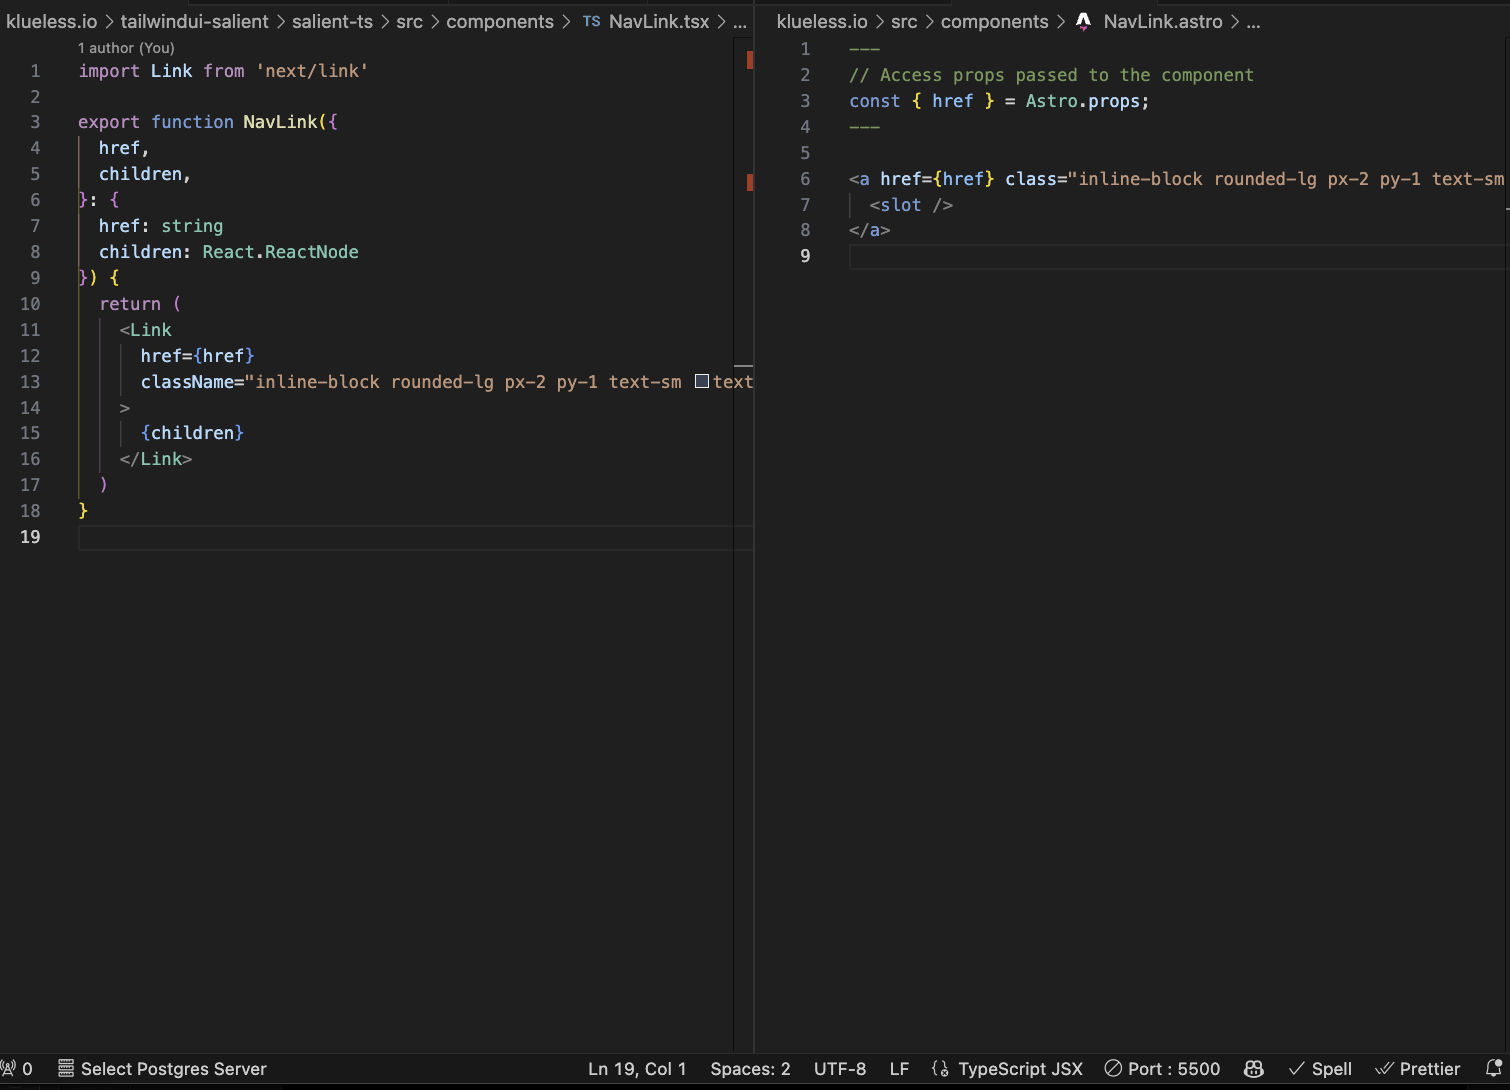 klueless.io > tailwindui-salient > salient-ts > src > components > TS NavLink.tsx > ...
1 author (You)
1 import Link from 'next/link'
2
3 export function NavLink({
4   href,
5   children,
6 }: {
7   href: string
8   children: React.ReactNode
9 }) {
10   return (
11     <Link
12       href={href}
13       className="inline-block rounded-lg px-2 py-1 text-sm text
14     >
15       {children}
16     </Link>
17   )
18 }
19
klueless.io > src > components > NavLink.astro > ...
1 ---
2 // Access props passed to the component
3 const { href } = Astro.props;
4 ---
5
6 <a href={href} class="inline-block rounded-lg px-2 py-1 text-sm
7   <slot />
8 </a>
9
0 Select Postgres Server Ln 19, Col 1 Spaces: 2 UTF-8 LF TypeScript JSX Port : 5500 Spell Prettier